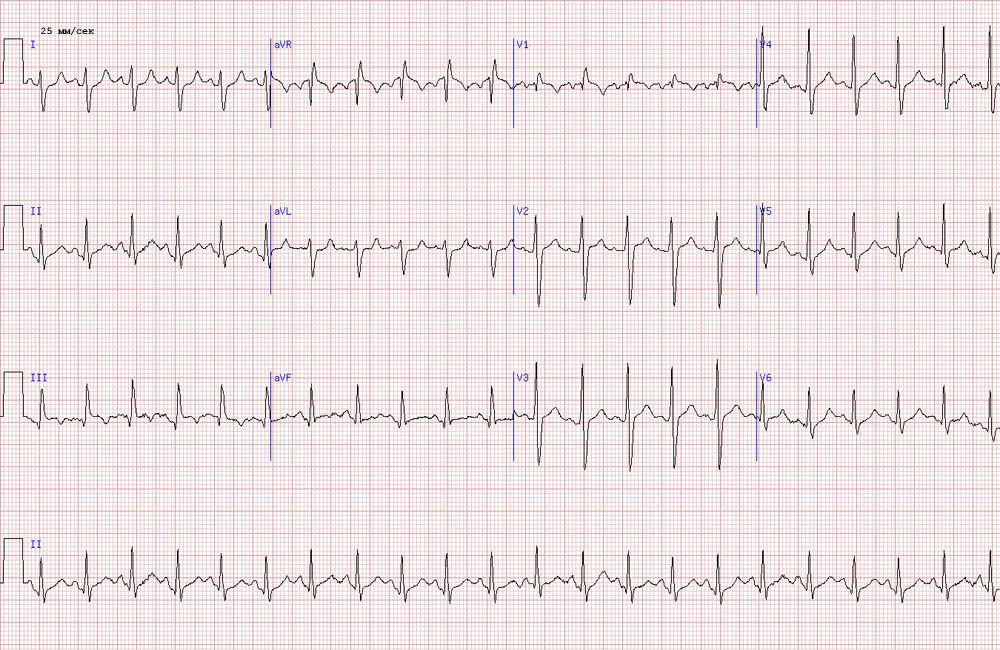 25 мм/сек
I aVR V1 V4
II aVL V2 V5
III aVF V3 V6
II